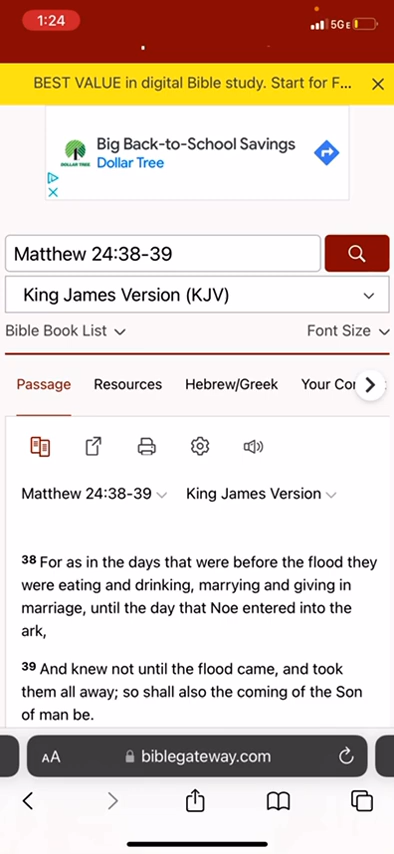 1:24
5GE
BEST VALUE in digital Bible study. Start for F...
Big Back-to-School Savings
DOLLAR TREE
Dollar Tree
Matthew 24:38-39
King James Version (KJV)
Bible Book List
Font Size
Passage Resources Hebrew/Greek Your Con
Matthew 24:38-39 King James Version
38 For as in the days that were before the flood they
were eating and drinking, marrying and giving in
marriage, until the day that Noe entered into the
ark,
39 And knew not until the flood came, and took
them all away; so shall also the coming of the Son
of man be.
AA biblegateway.com